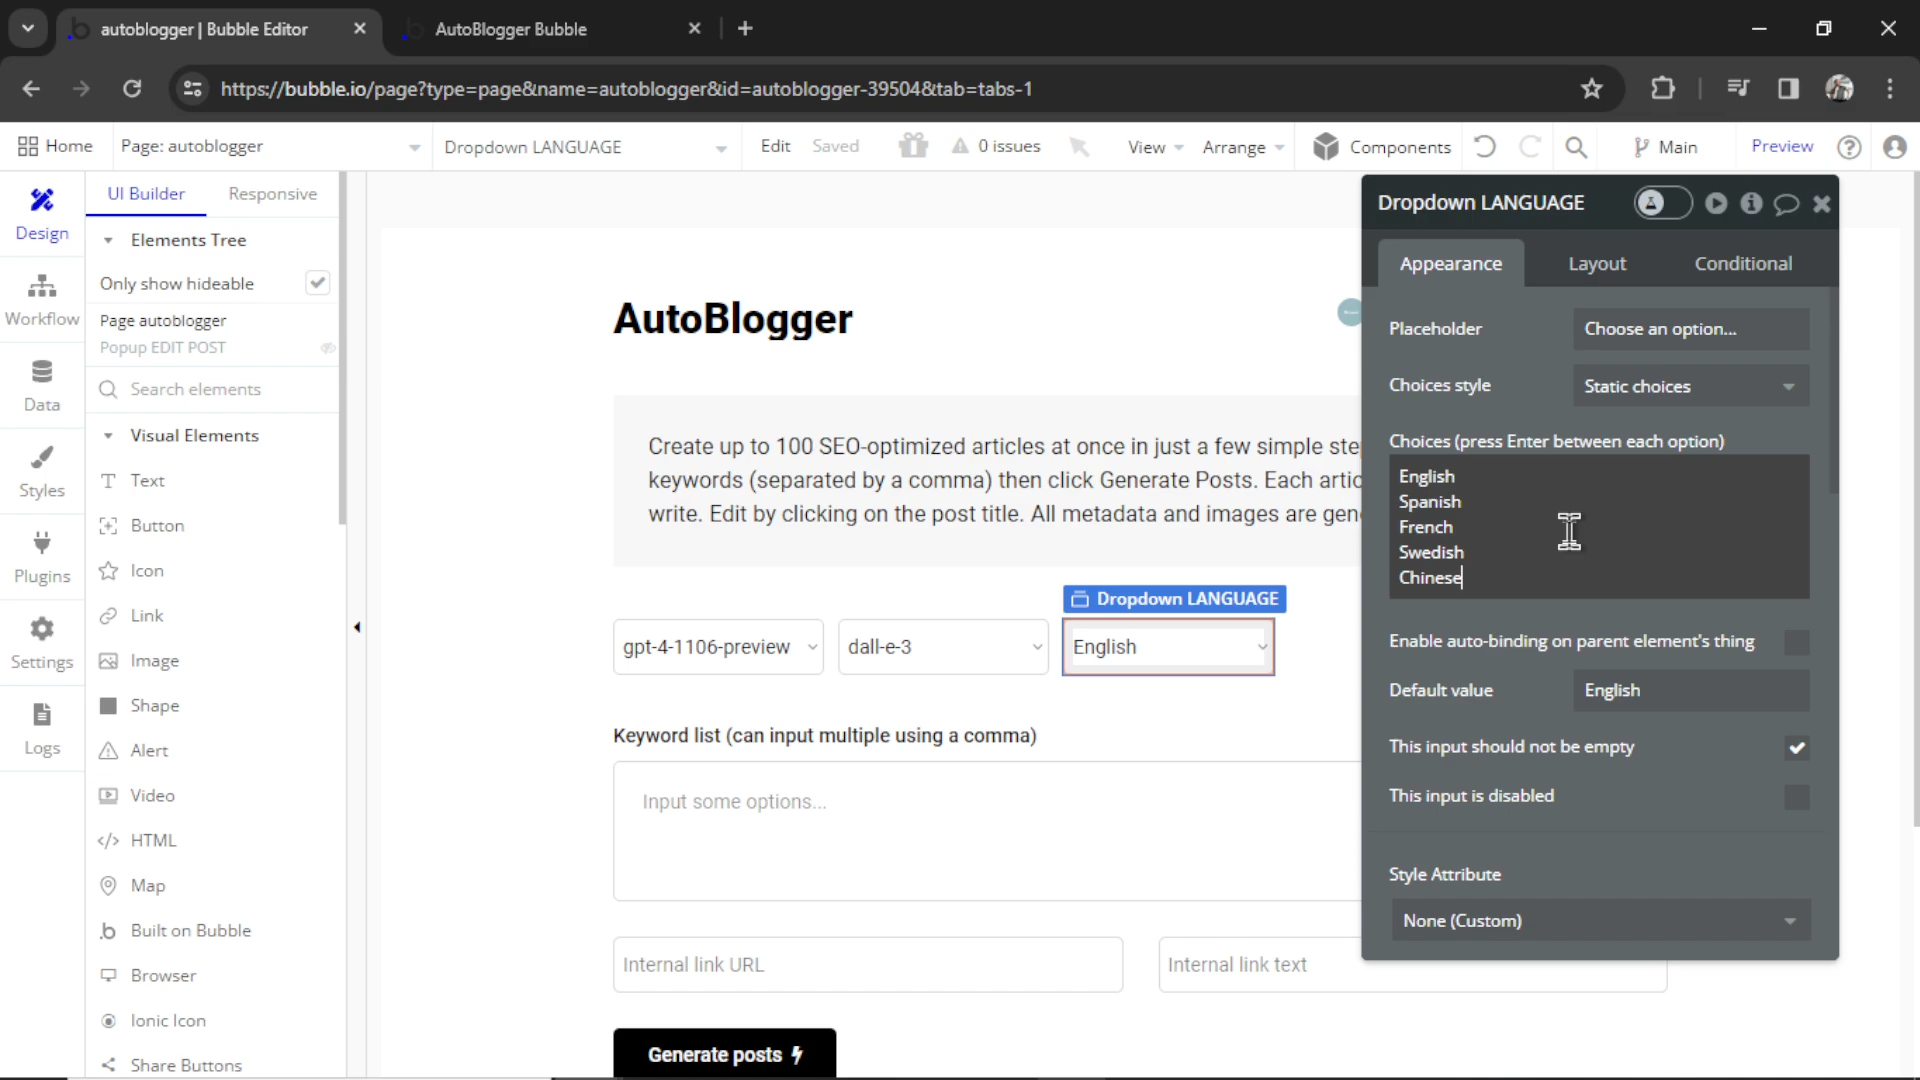 autoblogger | Bubble Editor
AutoBlogger Bubble
https://bubble.io/page?type=page&name=autoblogger&id=autoblogger-39504&tab=tabs-1
Home
Page: autoblogger
Dropdown LANGUAGE
Edit
Saved
0 issues
View
Arrange
Components
Main
Preview
Design
Workflow
Data
Styles
Plugins
Settings
Logs
UI Builder
Responsive
Elements Tree
Only show hideable
Page autoblogger
Popup EDIT POST
Search elements
Visual Elements
Text
Button
Icon
Link
Image
Shape
Alert
Video
HTML
Map
Built on Bubble
Browser
Ionic Icon
Share Buttons
AutoBlogger
Create up to 100 SEO-optimized articles at once in just a few simple ste
keywords (separated by a comma) then click Generate Posts. Each artic
write. Edit by clicking on the post title. All metadata and images are gen
Dropdown LANGUAGE
gpt-4-1106-preview
dall-e-3
English
Keyword list (can input multiple using a comma)
Input some options...
Internal link URL
Internal link text
Generate posts
Dropdown LANGUAGE
Appearance
Layout
Conditional
Placeholder
Choose an option...
Choices style
Static choices
Choices (press Enter between each option)
English
Spanish
French
Swedish
Chinese
Enable auto-binding on parent element's thing
Default value
English
This input should not be empty
This input is disabled
Style Attribute
None (Custom)